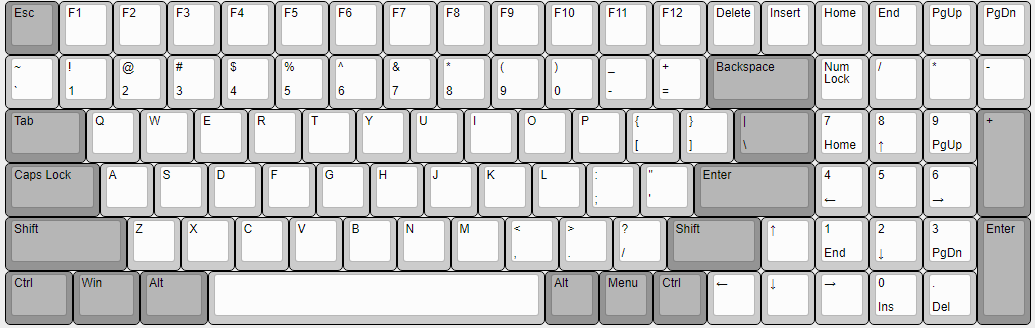 Esc F1 F2 F3 F4 F5 F6 F7 F8 F9 F10 F11 F12 Delete Insert Home End PgUp PgDn
~ ! @ # $ % ^ & * ( ) _ + Backspace Num / * -
Lock
` 1 2 3 4 5 6 7 8 9 0 - =
Tab Q W E R T Y U I O P { } | 7 8 9 +
[ ] \ Home ↑ PgUp
Caps Lock A S D F G H J K L : " Enter 4 5 6
; ' ← →
Shift Z X C V B N M < > ? Shift ↑ 1 2 3 Enter
, . / End ↓ PgDn
Ctrl Win Alt Alt Menu Ctrl ← ↓ → 0 .
Ins Del